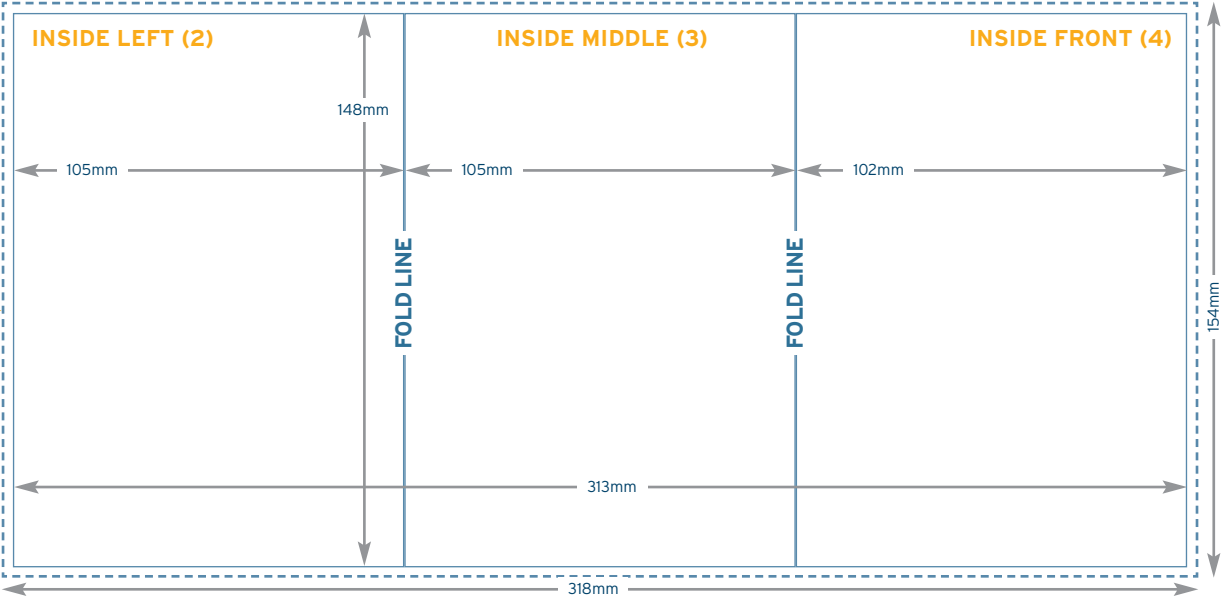 INSIDE LEFT (2)
INSIDE MIDDLE (3)
INSIDE FRONT (4)
148mm
105mm
105mm
102mm
FOLD LINE
FOLD LINE
154mm
313mm
318mm